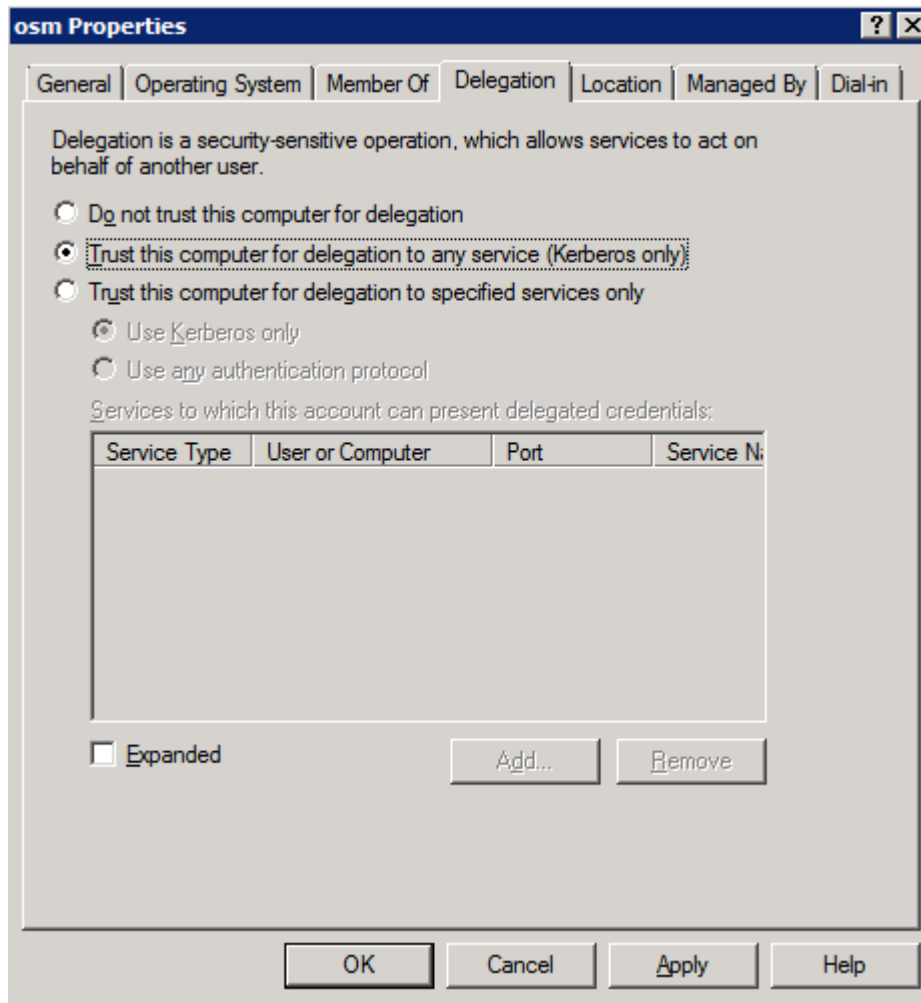 osm Properties
General Operating System Member Of Delegation Location Managed By Dial-in
Delegation is a security-sensitive operation, which allows services to act on
behalf of another user.
Do not trust this computer for delegation
Trust this computer for delegation to any service (Kerberos only)
Trust this computer for delegation to specified services only
Use Kerberos only
Use any authentication protocol
Services to which this account can present delegated credentials:
Service Type User or Computer Port Service Na
Expanded Add... Remove
OK Cancel Apply Help